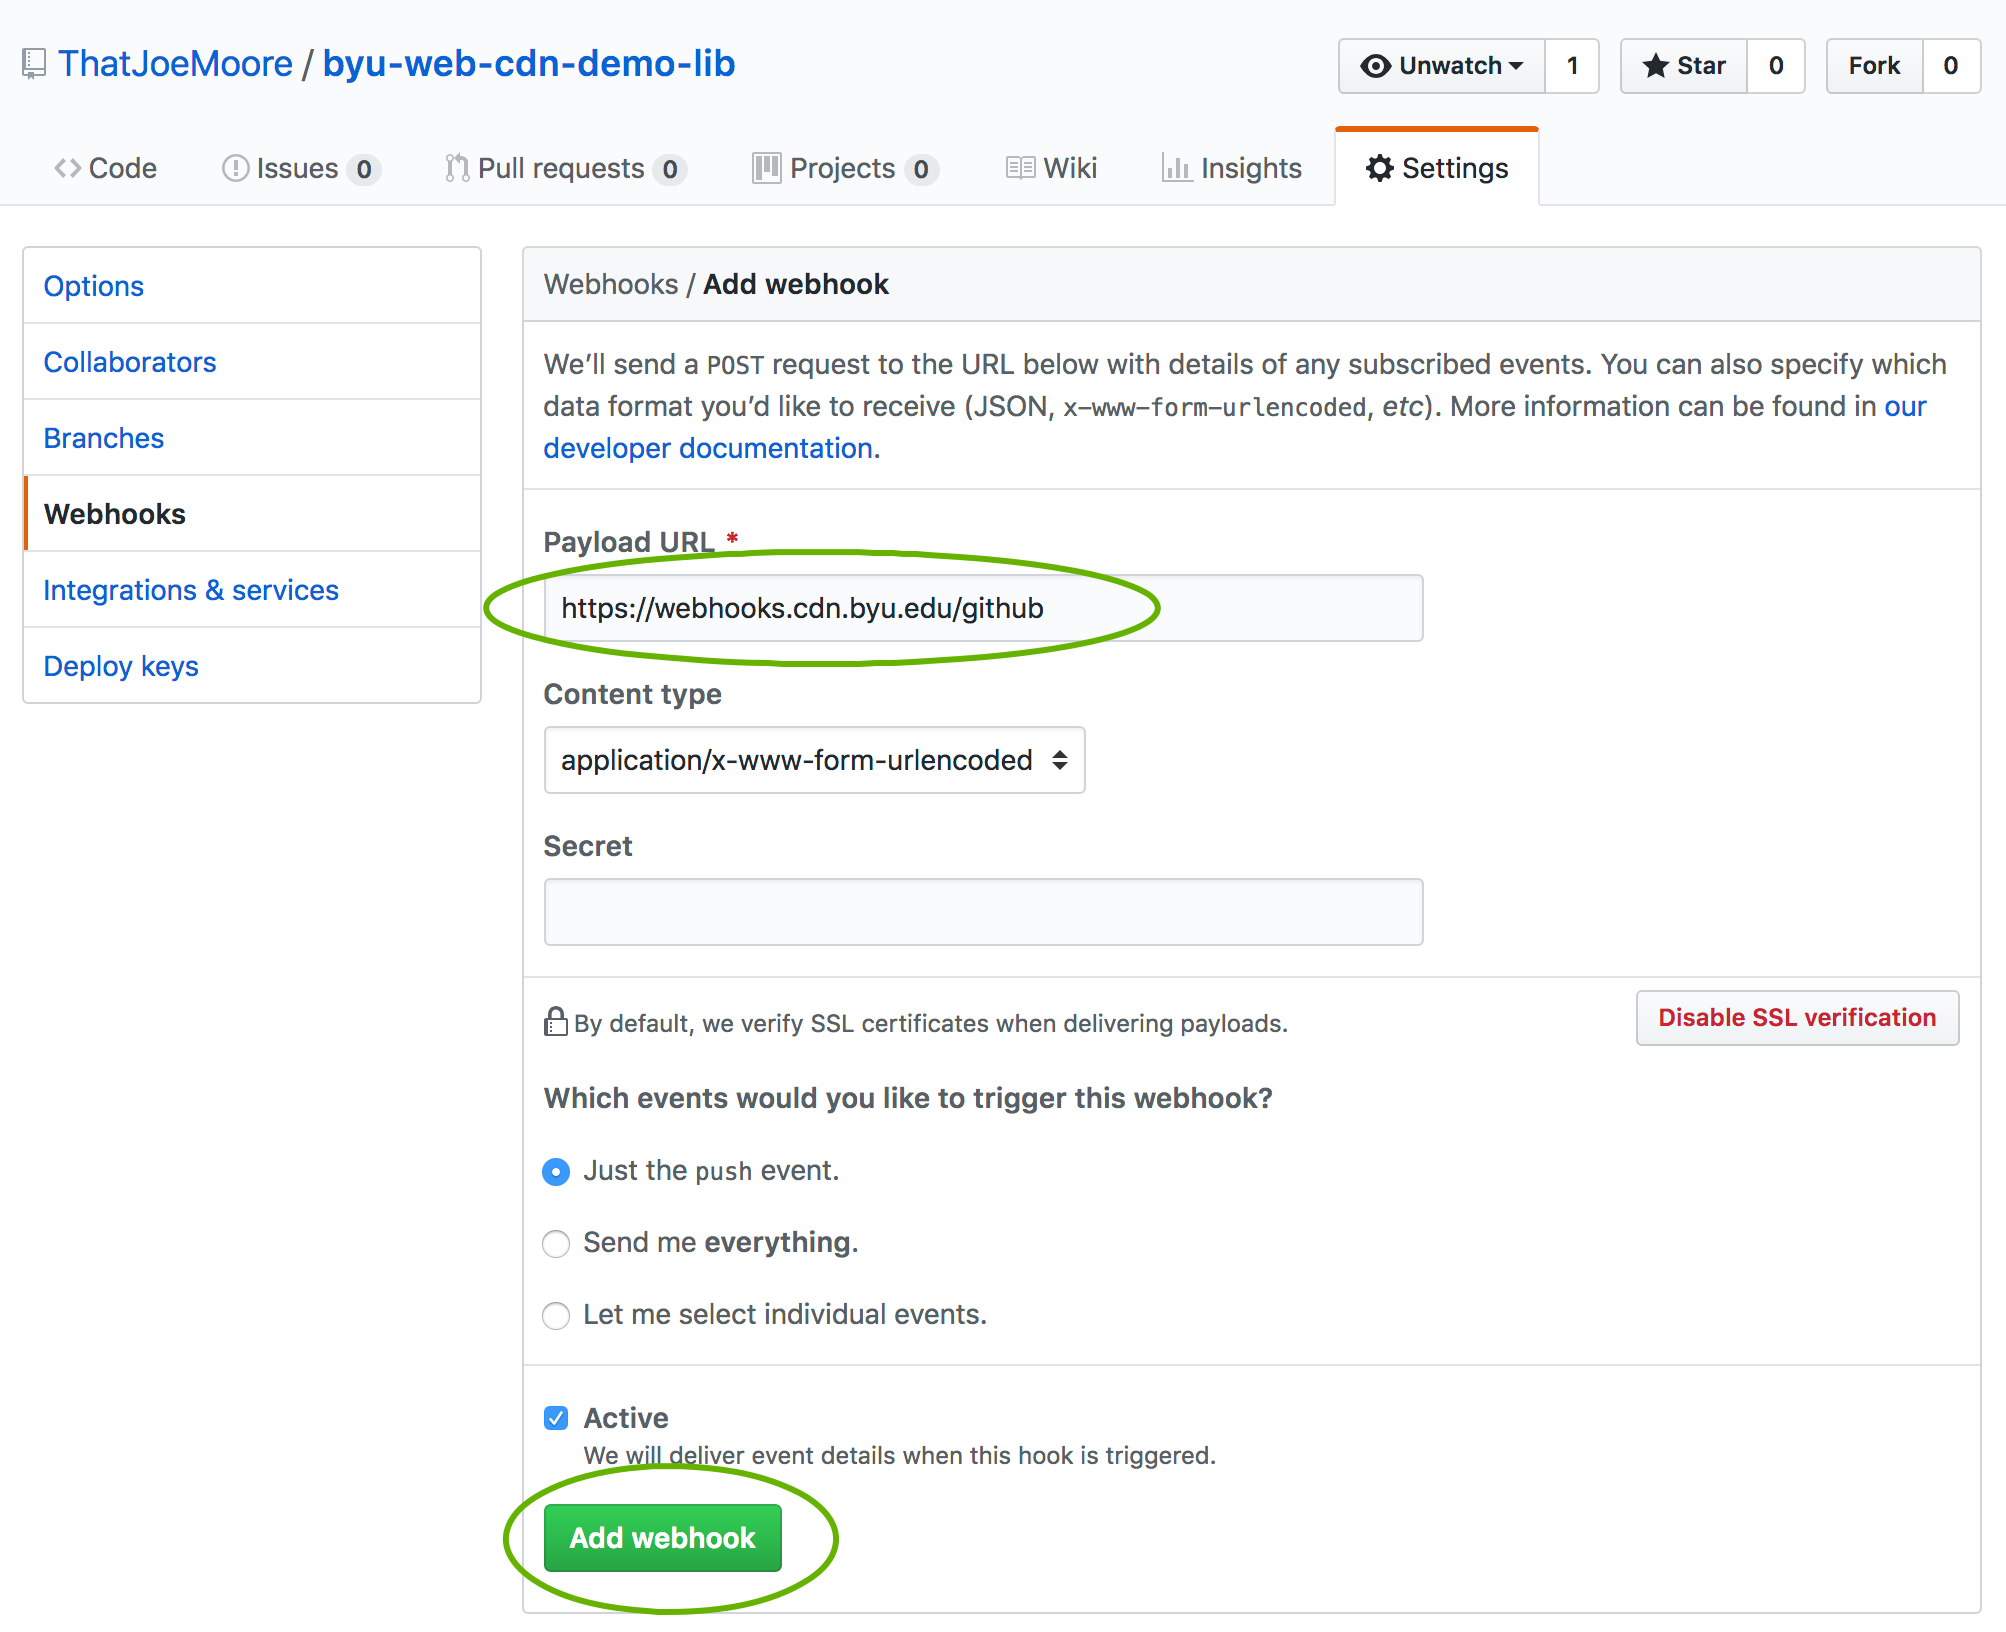 ThatJoeMoore / byu-web-cdn-demo-lib
Unwatch 1 Star 0 Fork 0
Code Issues 0 Pull requests 0 Projects 0 Wiki Insights Settings
Options
Collaborators
Branches
Webhooks
Integrations & services
Deploy keys
Webhooks / Add webhook
We’ll send a POST request to the URL below with details of any subscribed events. You can also specify which
data format you’d like to receive (JSON, x-www-form-urlencoded, etc). More information can be found in our
developer documentation.
Payload URL *
https://webhooks.cdn.byu.edu/github
Content type
application/x-www-form-urlencoded
Secret
By default, we verify SSL certificates when delivering payloads.
Disable SSL verification
Which events would you like to trigger this webhook?
Just the push event.
Send me everything.
Let me select individual events.
Active
We will deliver event details when this hook is triggered.
Add webhook